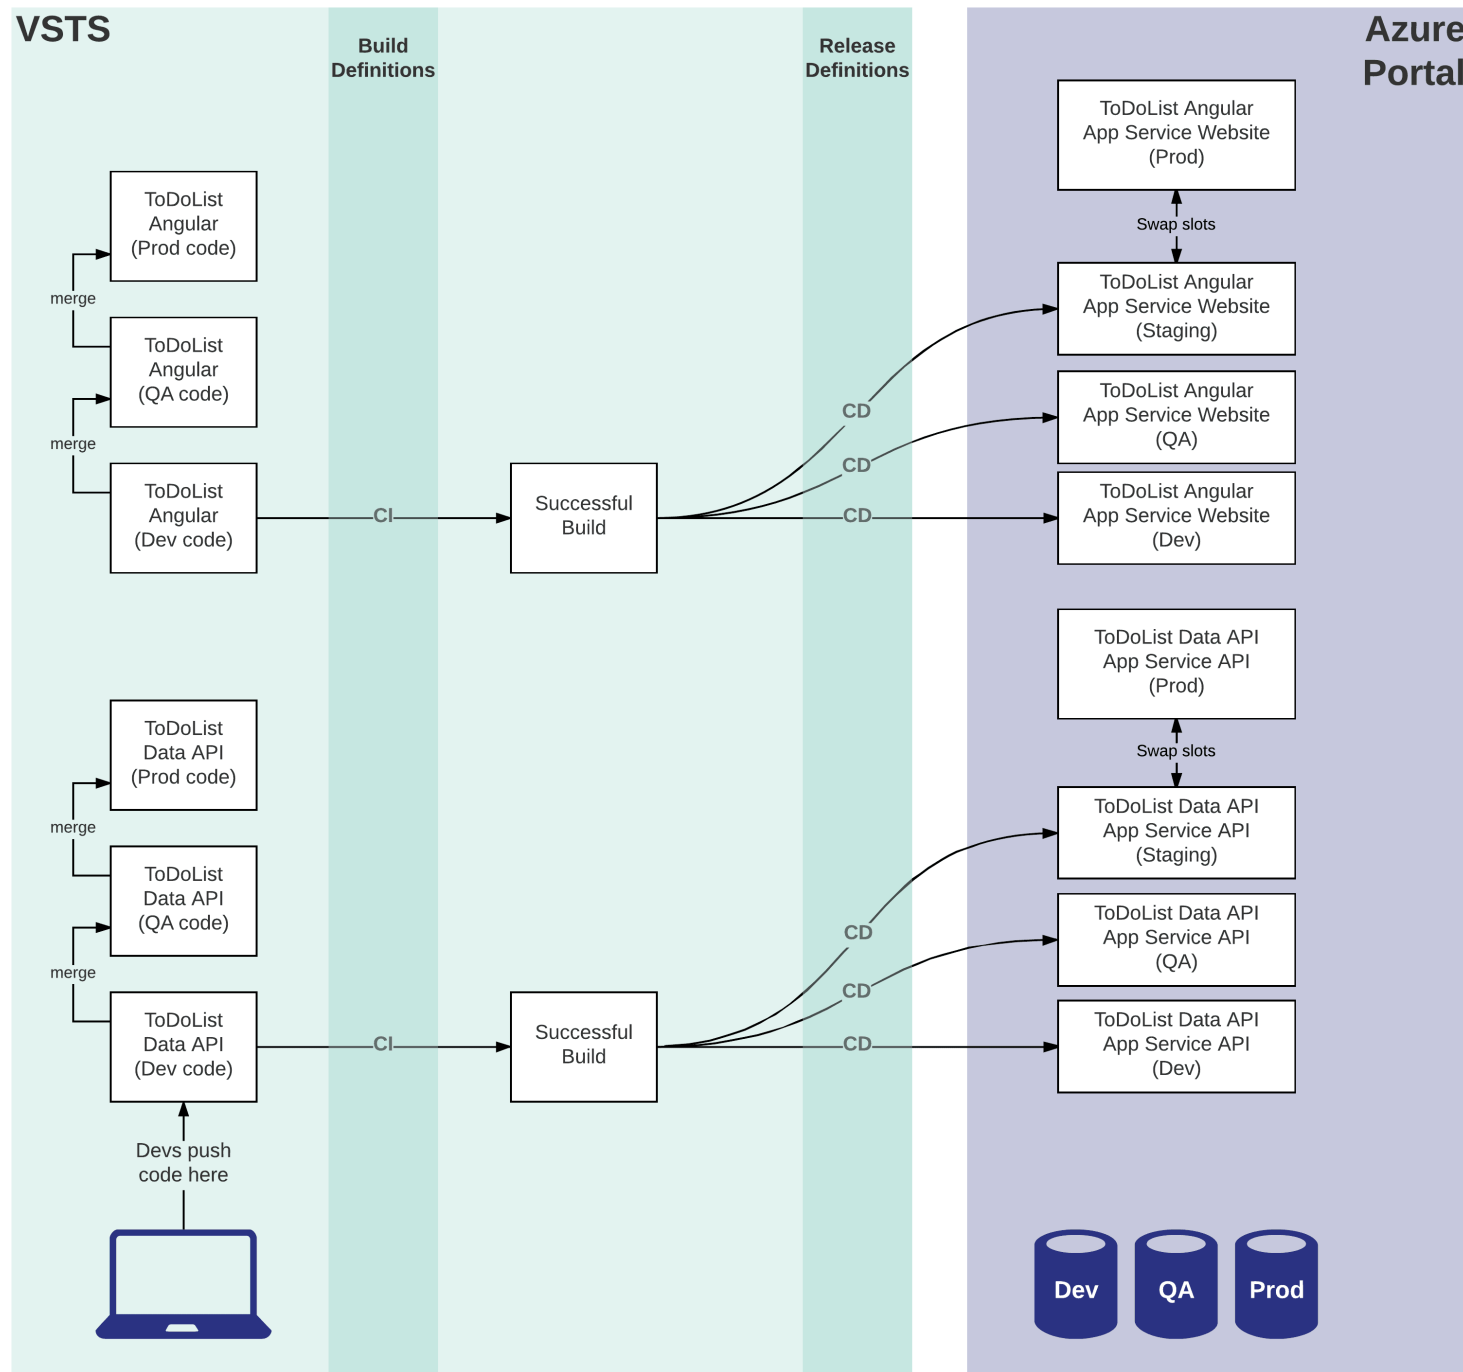 VSTS
Build
Definitions
Release
Definitions
Azure
Portal
ToDoList
Angular
(Prod code)
merge
ToDoList
Angular
(QA code)
merge
ToDoList
Angular
(Dev code)
CI
Successful
Build
CD
CD
CD
ToDoList Angular
App Service Website
(Prod)
Swap slots
ToDoList Angular
App Service Website
(Staging)
ToDoList Angular
App Service Website
(QA)
ToDoList Angular
App Service Website
(Dev)
ToDoList
Data API
(Prod code)
merge
ToDoList
Data API
(QA code)
merge
ToDoList
Data API
(Dev code)
Devs push
code here
CI
Successful
Build
CD
CD
CD
ToDoList Data API
App Service API
(Prod)
Swap slots
ToDoList Data API
App Service API
(Staging)
ToDoList Data API
App Service API
(QA)
ToDoList Data API
App Service API
(Dev)
Dev
QA
Prod